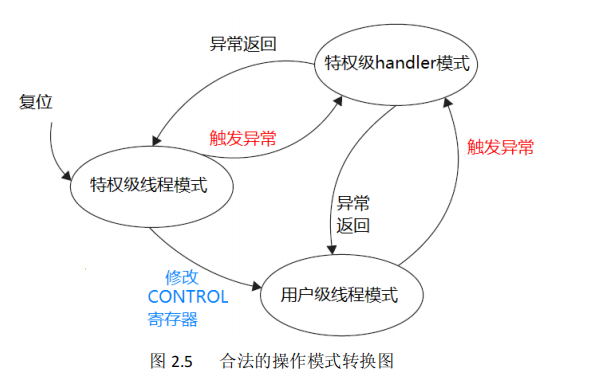 异常返回
特权级handler模式
复位
触发异常
触发异常
特权级线程模式
异常
返回
修改
CONTROL
寄存器
用户级线程模式
图 2.5 合法的操作模式转换图